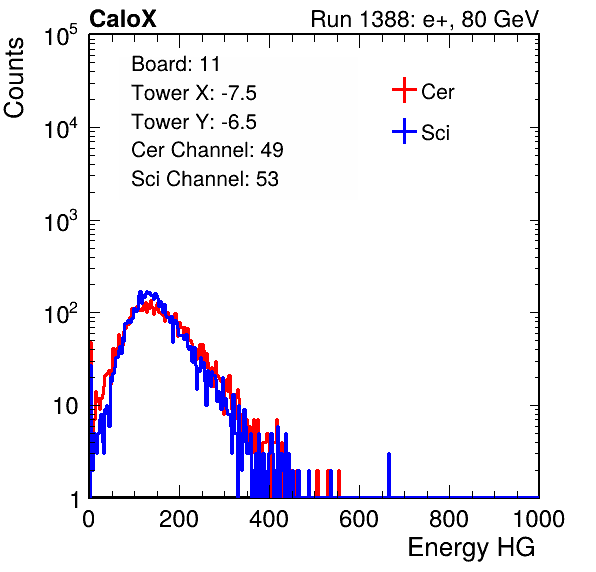 CaloX Run 1388: e+, 80 GeV
Counts
10^5
10^4
10^3
10^2
10
1
Board: 11
Tower X: -7.5
Tower Y: -6.5
Cer Channel: 49
Sci Channel: 53
Cer
Sci
0 200 400 600 800 1000
Energy HG